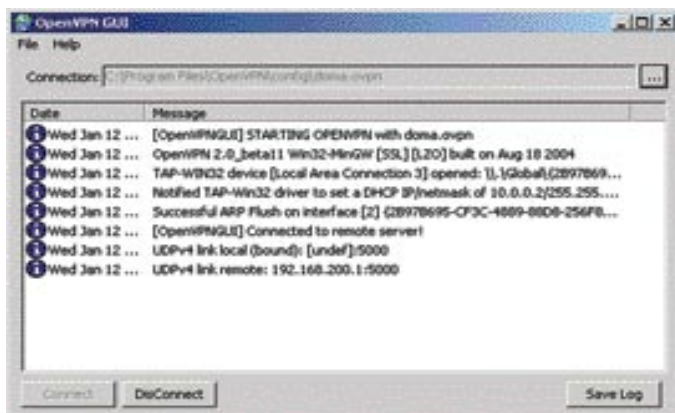 OpenVPN GUI
File Help
Connection: C:\Program Files\OpenVPN\config\doma.ovpn ...
Date Message
Wed Jan 12 ... [OpenVPNGUI] STARTING OPENVPN with doma.ovpn
Wed Jan 12 ... OpenVPN 2.0_beta11 Win32-MinGW [SSL] [LZO] built on Aug 18 2004
Wed Jan 12 ... TAP-WIN32 device [Local Area Connection 3] opened: \\.\Global\{2B97B69...
Wed Jan 12 ... Notified TAP-Win32 driver to set a DHCP IP/netmask of 10.0.0.2/255.255....
Wed Jan 12 ... Successful ARP Flush on interface [2] {2B97B695-CF3C-4889-88D8-256F8...
Wed Jan 12 ... [OpenVPNGUI] Connected to remote server!
Wed Jan 12 ... UDPv4 link local (bound): [undef]:5000
Wed Jan 12 ... UDPv4 link remote: 192.168.200.1:5000
Connect DisConnect Save Log